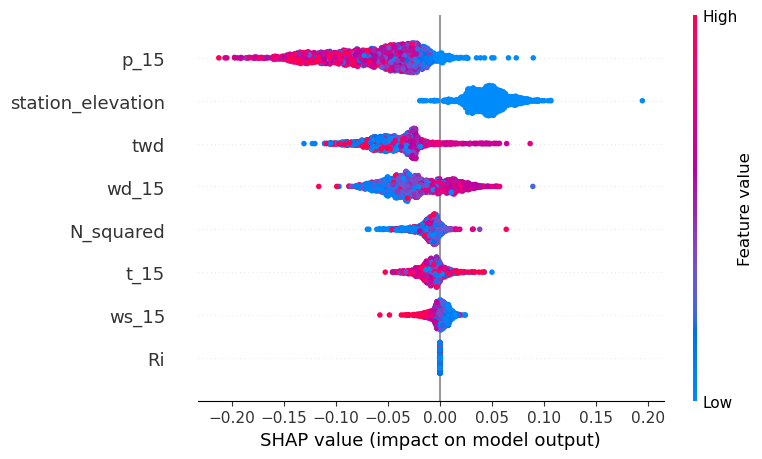 High
p_15
station_elevation
twd
wd_15
N_squared
t_15
ws_15
Ri
Feature value
Low
−0.20 −0.15 −0.10 −0.05 0.00 0.05 0.10 0.15 0.20
SHAP value (impact on model output)